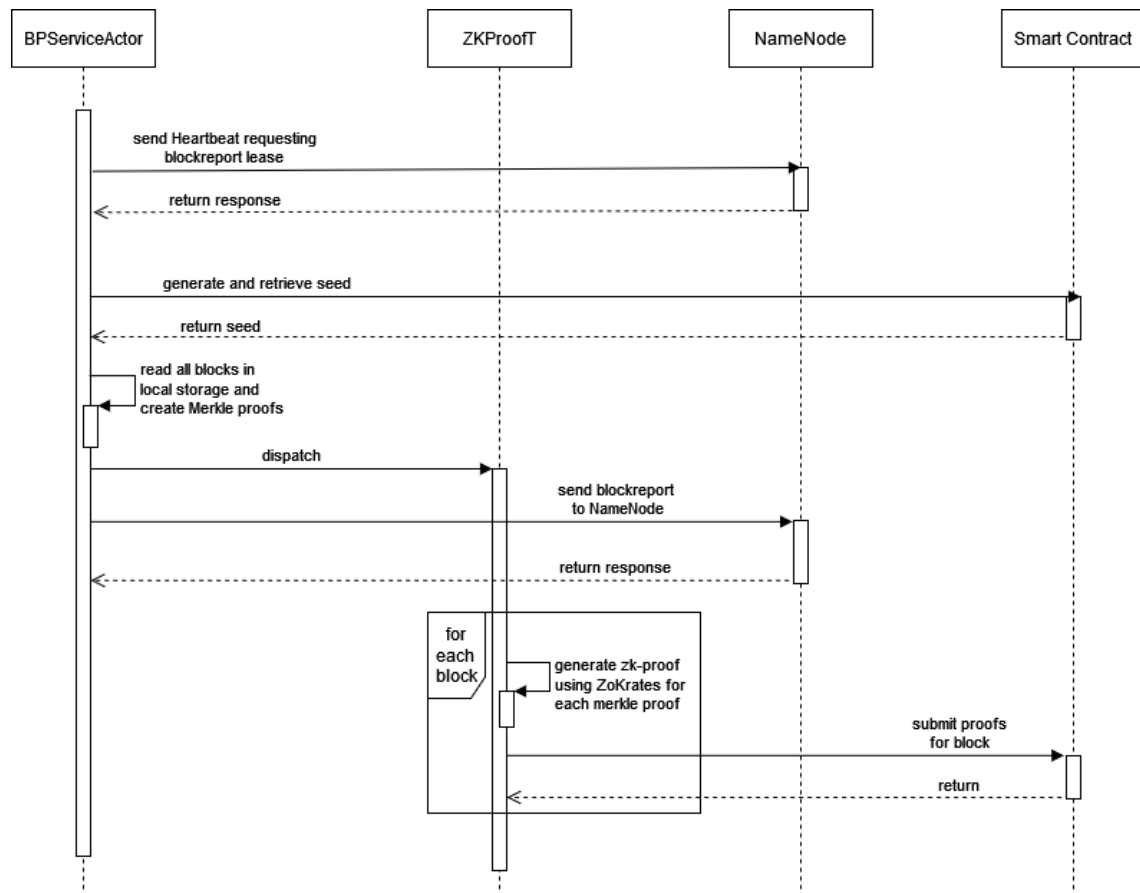 BPServiceActor
ZKProofT
NameNode
Smart Contract
send Heartbeat requesting
blockreport lease
return response
generate and retrieve seed
return seed
read all blocks in
local storage and
create Merkle proofs
dispatch
send blockreport
to NameNode
return response
for
each
block
generate zk-proof
using ZoKrates for
each merkle proof
submit proofs
for block
return